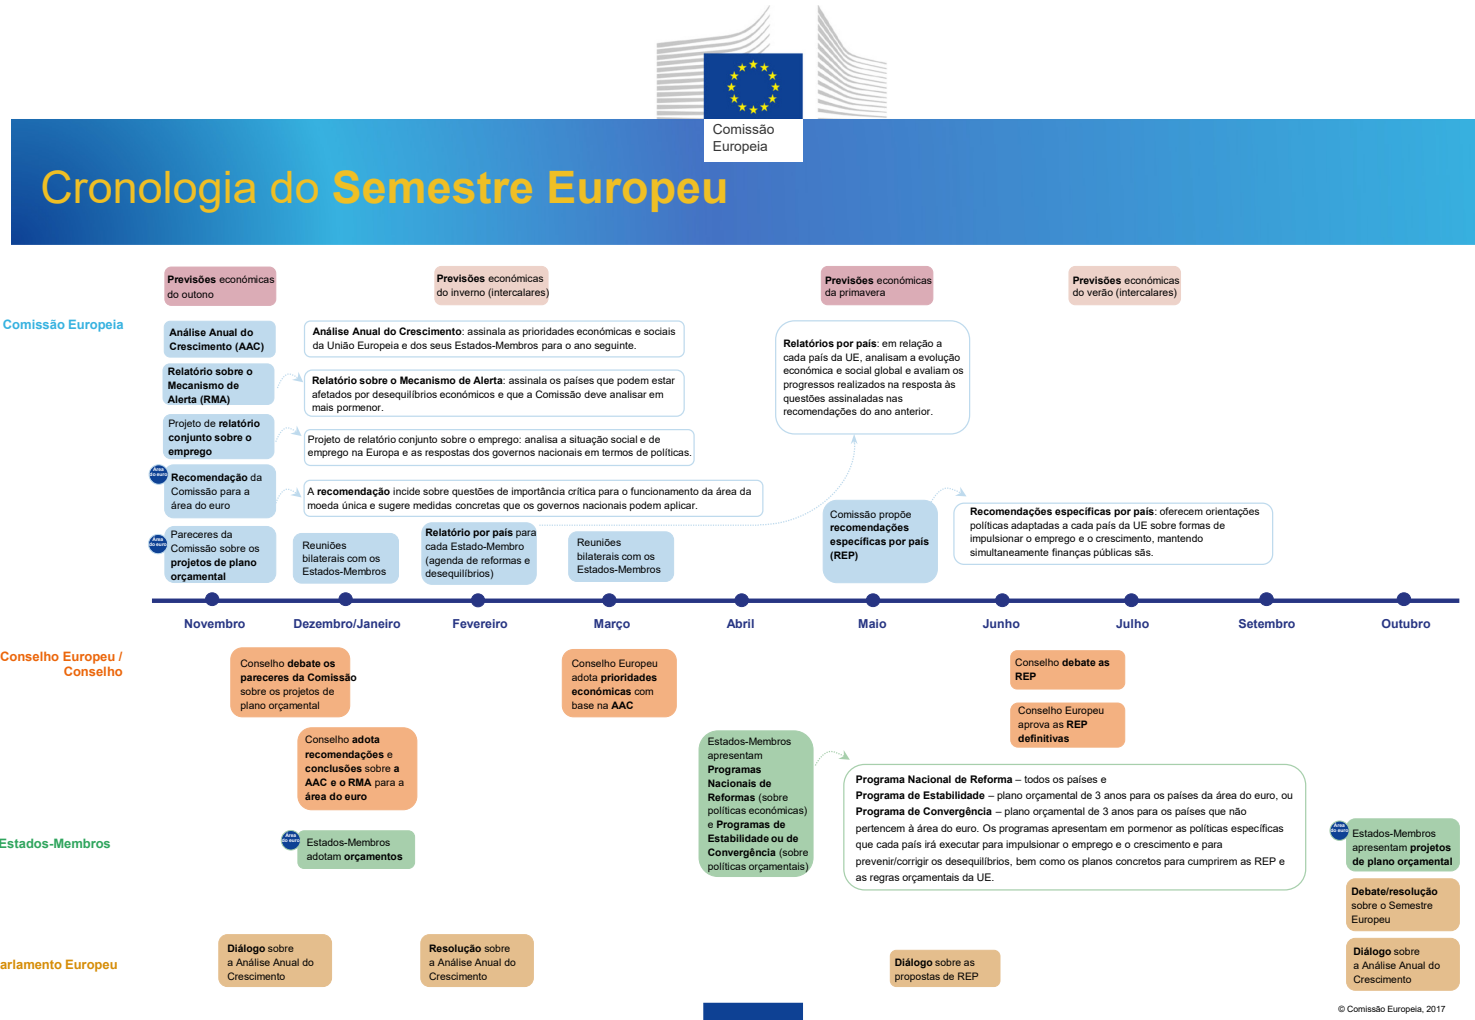 Comissão
Europeia
Cronologia do Semestre Europeu
Previsões económicas
do outono
Previsões económicas
do inverno (intercalares)
Previsões económicas
da primavera
Previsões económicas
do verão (intercalares)
Comissão Europeia
Análise Anual do
Crescimento (AAC)
Análise Anual do Crescimento: assinala as prioridades económicas e sociais
da União Europeia e dos seus Estados-Membros para o ano seguinte.
Relatório sobre o
Mecanismo de
Alerta (RMA)
Relatório sobre o Mecanismo de Alerta: assinala os países que podem estar
afetados por desequilíbrios económicos e que a Comissão deve analisar em
mais pormenor.
Projeto de relatório
conjunto sobre o
emprego
Projeto de relatório conjunto sobre o emprego: analisa a situação social e de
emprego na Europa e as respostas dos governos nacionais em termos de políticas.
Área
do euro
Recomendação da
Comissão para a
área do euro
A recomendação incide sobre questões de importância crítica para o funcionamento da área da
moeda única e sugere medidas concretas que os governos nacionais podem aplicar.
Relatórios por país: em relação a
cada país da UE, analisam a evolução
económica e social global e avaliam os
progressos realizados na resposta às
questões assinaladas nas
recomendações do ano anterior.
Área
do euro
Pareceres da
Comissão sobre os
projetos de plano
orçamental
Reuniões
bilaterais com os
Estados-Membros
Relatório por país para
cada Estado-Membro
(agenda de reformas e
desequilíbrios)
Reuniões
bilaterais com os
Estados-Membros
Comissão propõe
recomendações
específicas por país
(REP)
Recomendações específicas por país: oferecem orientações
políticas adaptadas a cada país da UE sobre formas de
impulsionar o emprego e o crescimento, mantendo
simultaneamente finanças públicas sãs.
Novembro
Dezembro/Janeiro
Fevereiro
Março
Abril
Maio
Junho
Julho
Setembro
Outubro
Conselho Europeu /
Conselho
Conselho debate os
pareceres da Comissão
sobre os projetos de
plano orçamental
Conselho Europeu
adota prioridades
económicas com
base na AAC
Conselho debate as
REP
Conselho Europeu
aprova as REP
definitivas
Conselho adota
recomendações e
conclusões sobre a
AAC e o RMA para a
área do euro
Estados-Membros
apresentam
Programas
Nacionais de
Reformas (sobre
políticas económicas)
e Programas de
Estabilidade ou de
Convergência (sobre
políticas orçamentais)
Programa Nacional de Reforma – todos os países e
Programa de Estabilidade – plano orçamental de 3 anos para os países da área do euro, ou
Programa de Convergência – plano orçamental de 3 anos para os países que não
pertencem à área do euro. Os programas apresentam em pormenor as políticas específicas
que cada país irá executar para impulsionar o emprego e o crescimento e para
prevenir/corrigir os desequilíbrios, bem como os planos concretos para cumprirem as REP e
as regras orçamentais da UE.
Estados-Membros
Área
do euro
Estados-Membros
adotam orçamentos
Área
do euro
Estados-Membros
apresentam projetos
de plano orçamental
Debate/resolução
sobre o Semestre
Europeu
arlamento Europeu
Diálogo sobre
a Análise Anual do
Crescimento
Resolução sobre
a Análise Anual do
Crescimento
Diálogo sobre as
propostas de REP
Diálogo sobre
a Análise Anual do
Crescimento
© Comissão Europeia, 2017